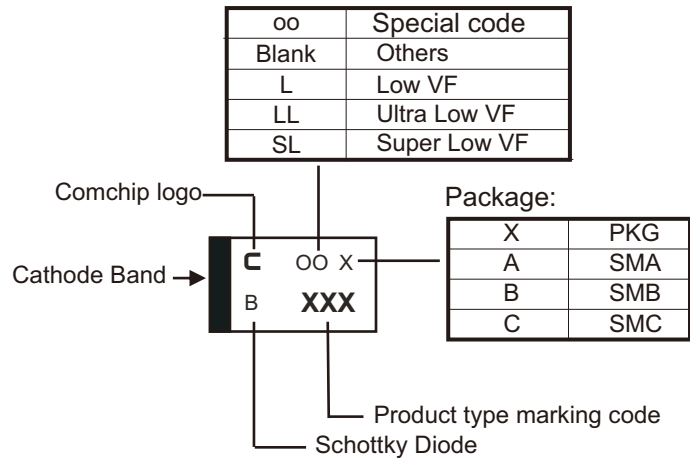 oo Special code
Blank Others
L Low VF
LL Ultra Low VF
SL Super Low VF
Comchip logo
Package:
X PKG
A SMA
B SMB
C SMC
Cathode Band
C OO X
B XXX
Product type marking code
Schottky Diode